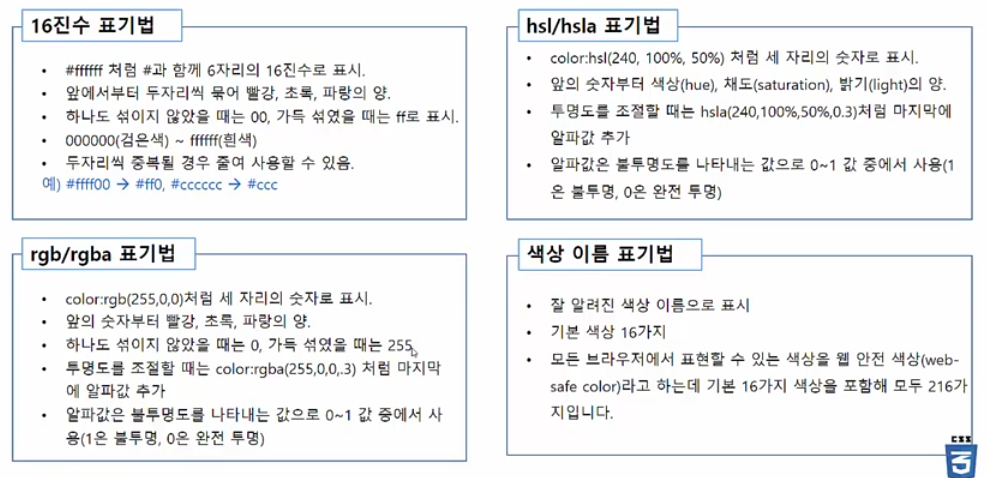 16진수 표기법
• #ffffff 처럼 #과 함께 6자리의 16진수로 표시.
• 앞에서부터 두자리씩 묶어 빨강, 초록, 파랑의 양.
• 하나도 섞이지 않았을 때는 00, 가득 섞였을 때는 ff로 표시.
• 000000(검은색) ~ ffffff(흰색)
• 두자리씩 중복될 경우 줄여 사용할 수 있음.
예) #ffff00 → #ff0, #cccccc → #ccc
hsl/hsla 표기법
• color:hsl(240, 100%, 50%) 처럼 세 자리의 숫자로 표시.
• 앞의 숫자부터 색상(hue), 채도(saturation), 밝기(light)의 양.
• 투명도를 조절할 때는 hsla(240,100%,50%,0.3)처럼 마지막에
알파값 추가
• 알파값은 불투명도를 나타내는 값으로 0~1 값 중에서 사용(1
은 불투명, 0은 완전 투명)
rgb/rgba 표기법
• color:rgb(255,0,0)처럼 세 자리의 숫자로 표시.
• 앞의 숫자부터 빨강, 초록, 파랑의 양.
• 하나도 섞이지 않았을 때는 0, 가득 섞였을 때는 255.
• 투명도를 조절할 때는 color:rgba(255,0,0,.3) 처럼 마지막
에 알파값 추가
• 알파값은 불투명도를 나타내는 값으로 0~1 값 중에서 사
용(1은 불투명, 0은 완전 투명)
색상 이름 표기법
• 잘 알려진 색상 이름으로 표시
• 기본 색상 16가지
• 모든 브라우저에서 표현할 수 있는 색상을 웹 안전 색상(web-
safe color)라고 하는데 기본 16가지 색상을 포함해 모두 216가
지입니다.
CSS
3